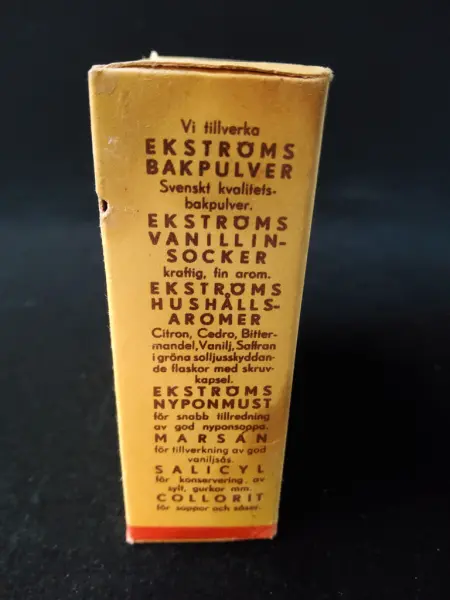 Vi tillverka
EKSTRÖMS
BAKPULVER
Svenskt kvalitets-
bakpulver.
EKSTRÖMS
VANILLIN-
SOCKER
kraftig, fin arom.
EKSTRÖMS
HUSHÅLLS-
AROMER
Citron, Cedro, Bitter-
mandel, Vanilj, Saffran
i gröna solljusskyddan-
de flaskor med skruv-
kapsel.
EKSTRÖMS
NYPONMUST
för snabb tillredning
av god nyponsoppa.
MARSÁN
för tillverkning av god
vaniljsås.
SALICYL
för konservering av
sylt, gurkor mm.
COLLORIT
för soppor och såser.